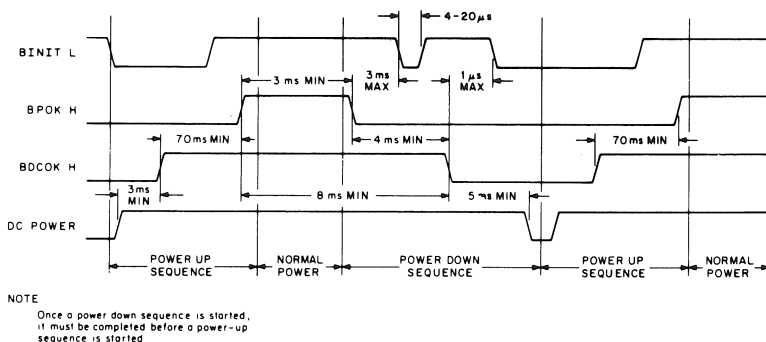 4-20µs
BINIT L
3 ms MIN
3 ms MAX
1 µs MAX
BPOK H
70 ms MIN
4 ms MIN
70 ms MIN
BDCOK H
3 ms MIN
8 ms MIN
5 ms MIN
DC POWER
POWER UP SEQUENCE
NORMAL POWER
POWER DOWN SEQUENCE
POWER UP SEQUENCE
NORMAL POWER
NOTE
Once a power down sequence is started,
it must be completed before a power-up
sequence is started